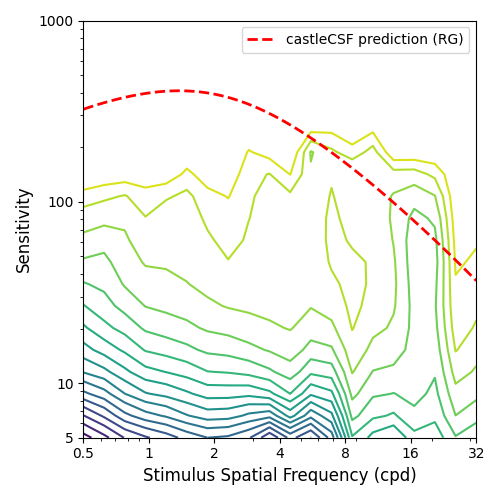 1000
castleCSF prediction (RG)
100
10
5
Sensitivity
0.5 1 2 4 8 16 32
Stimulus Spatial Frequency (cpd)